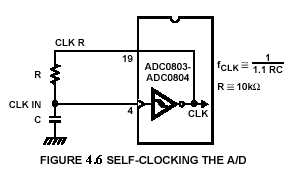 CLK R
19
ADC0803-
ADC0804
R
CLK IN
4
C
CLK
fCLK ≅ 1
1.1 RC
R ≅ 10kΩ
FIGURE 4.6 SELF-CLOCKING THE A/D